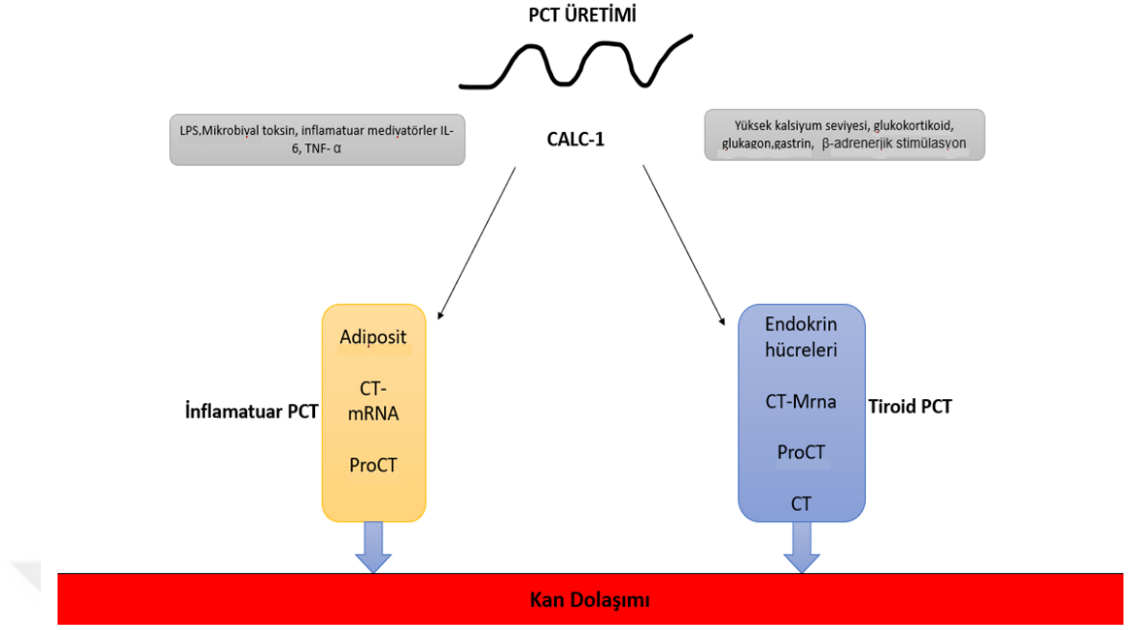 PCT ÜRETİMİ
LPS,Mikrobiyal toksin, inflamatuar mediyatörler IL-
6, TNF- α
CALC-1
Yüksek kalsiyum seviyesi, glukokortikoid,
glukagon,gastrin, β-adrenerjik stimülasyon
İnflamatuar PCT
Adiposit
CT-
mRNA
ProCT
Endokrin
hücreleri
CT-Mrna
ProCT
CT
Tiroid PCT
Kan Dolaşımı